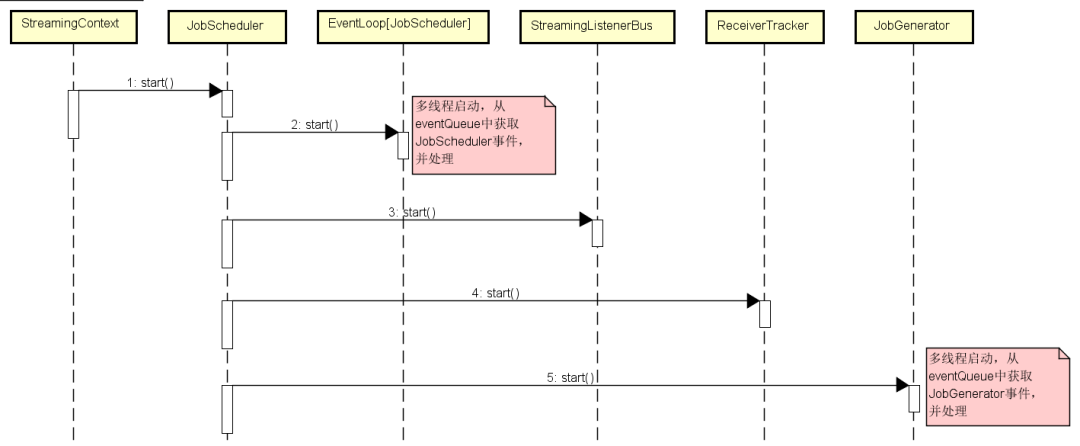 StreamingContext
JobScheduler
EventLoop[JobScheduler]
StreamingListenerBus
ReceiverTracker
JobGenerator
1: start()
2: start()
多线程启动，从
eventQueue中获取
JobScheduler事件，
并处理
3: start()
4: start()
5: start()
多线程启动，从
eventQueue中获取
JobGenerator事件，
并处理